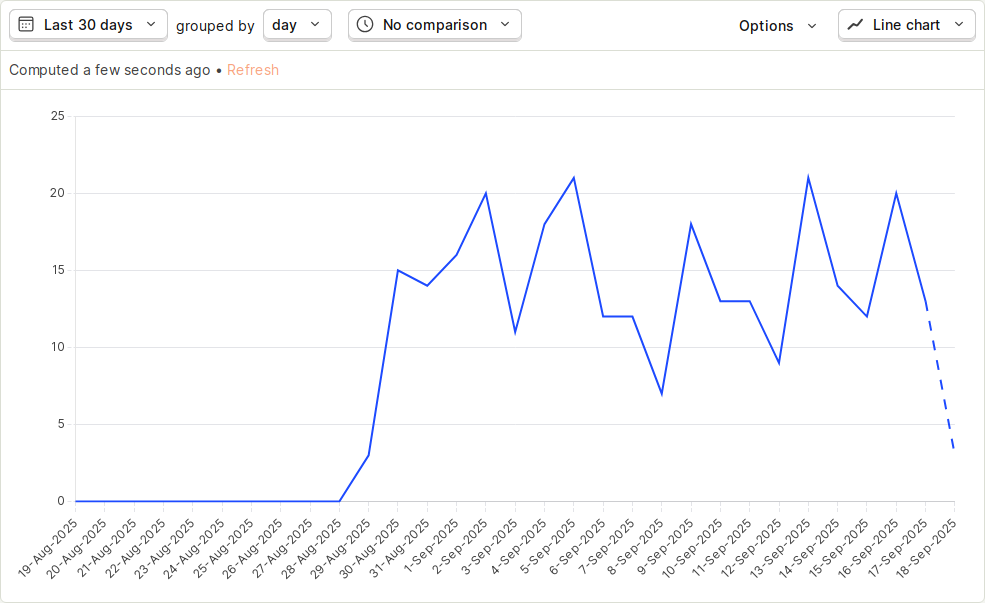 Last 30 days grouped by day No comparison Options Line chart
Computed a few seconds ago • Refresh
25
20
15
10
5
0
19-Aug-2025
20-Aug-2025
21-Aug-2025
22-Aug-2025
23-Aug-2025
24-Aug-2025
25-Aug-2025
26-Aug-2025
27-Aug-2025
28-Aug-2025
29-Aug-2025
30-Aug-2025
31-Aug-2025
1-Sep-2025
2-Sep-2025
3-Sep-2025
4-Sep-2025
5-Sep-2025
6-Sep-2025
7-Sep-2025
8-Sep-2025
9-Sep-2025
10-Sep-2025
11-Sep-2025
12-Sep-2025
13-Sep-2025
14-Sep-2025
15-Sep-2025
16-Sep-2025
17-Sep-2025
18-Sep-2025